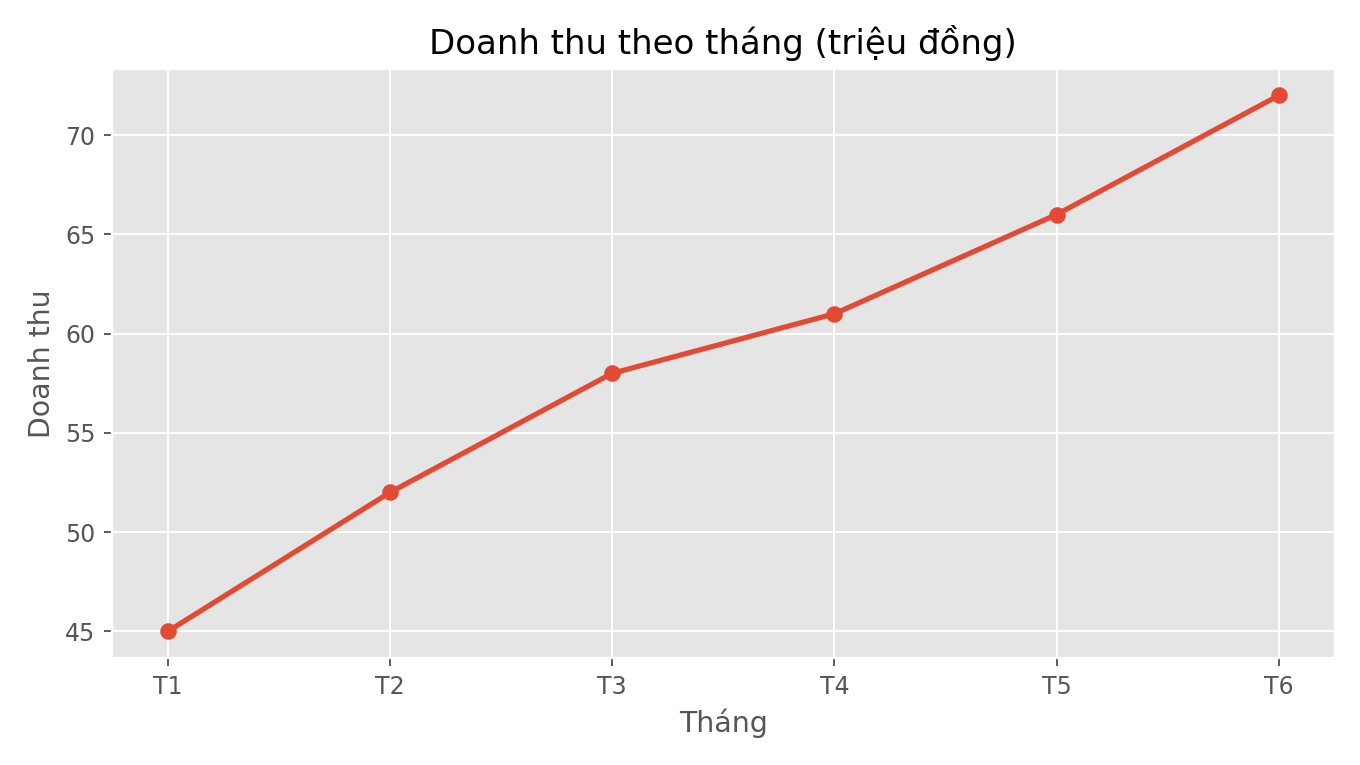 Doanh thu theo tháng (triệu đồng)
70
65
60
55
50
45
Doanh thu
T1 T2 T3 T4 T5 T6
Tháng